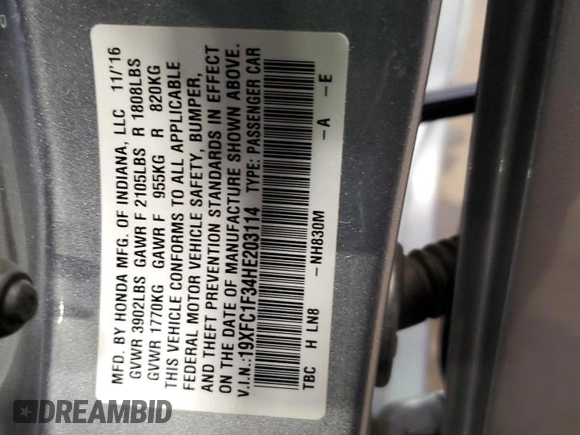 MFD. BY HONDA MFG. OF INDIANA, LLC 11/16
GVWR 3902LBS GAWR F 2105LBS R 1808LBS
GVWR 1770KG GAWR F 955KG R 820KG
THIS VEHICLE CONFORMS TO ALL APPLICABLE
FEDERAL MOTOR VEHICLE SAFETY, BUMPER,
AND THEFT PREVENTION STANDARDS IN EFFECT
ON THE DATE OF MANUFACTURE SHOWN ABOVE.
V.I.N.:19XFC1F34HE203114 TYPE: PASSENGER CAR
-NH830M -A -E
TBC H LN8
DREAMBID